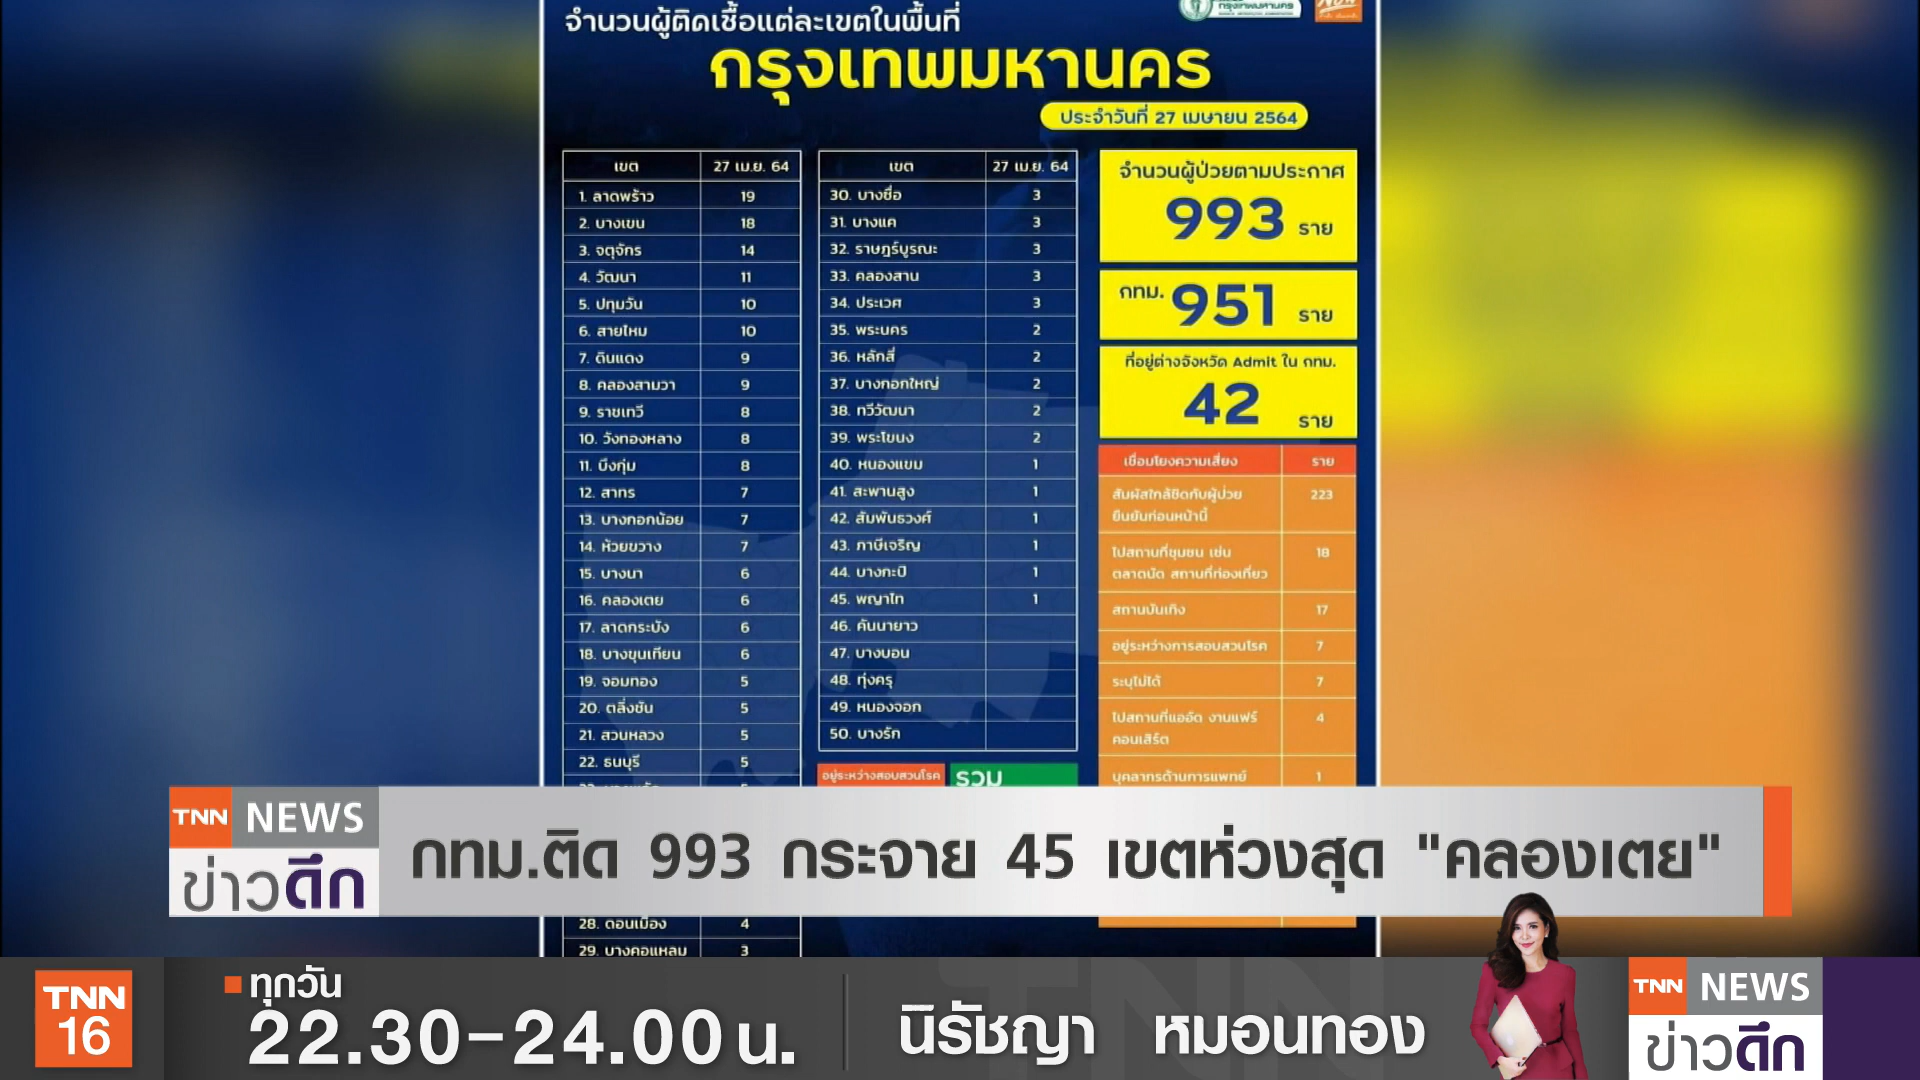 จำนวนผู้ติดเชื้อแต่ละเขตในพื้นที่
กรุงเทพมหานคร
กรุงเทพมหานคร
ประจำวันที่ 27 เมษายน 2564
เขต 27 เม.ย. 64
1. ลาดพร้าว 19
2. บางเขน 18
3. จตุจักร 14
4. วัฒนา 11
5. ปทุมวัน 10
6. สายไหม 10
7. ดินแดง 9
8. คลองสามวา 9
9. ราชเทวี 8
10. วังทองหลาง 8
11. บึงกุ่ม 8
12. สาทร 7
13. บางกอกน้อย 7
14. ห้วยขวาง 7
15. บางนา 6
16. คลองเตย 6
17. ลาดกระบัง 6
18. บางขุนเทียน 6
19. จอมทอง 5
20. ตลิ่งชัน 5
21. สวนหลวง 5
22. ธนบุรี 5
28. ดอนเมือง 4
29. บางคอแหลม 3
เขต 27 เม.ย. 64
30. บางซื่อ 3
31. บางแค 3
32. ราษฎร์บูรณะ 3
33. คลองสาน 3
34. ประเวศ 3
35. พระนคร 2
36. หลักสี่ 2
37. บางกอกใหญ่ 2
38. ทวีวัฒนา 2
39. พระโขนง 2
40. หนองแขม 1
41. สะพานสูง 1
42. สัมพันธวงศ์ 1
43. ภาษีเจริญ 1
44. บางกะปิ 1
45. พญาไท 1
46. คันนายาว
47. บางบอน
48. ทุ่งครุ
49. หนองจอก
50. บางรัก
อยู่ระหว่างสอบสวนโรค รวม
จำนวนผู้ป่วยตามประกาศ
993 ราย
กทม. 951 ราย
ที่อยู่ต่างจังหวัด Admit ใน กทม.
42 ราย
เชื่อมโยงความเสี่ยง ราย
สัมผัสใกล้ชิดกับผู้ป่วย 223
ยืนยันก่อนหน้านี้
ไปสถานที่ชุมชน เช่น 18
ตลาดนัด สถานที่ท่องเที่ยว
สถานบันเทิง 17
อยู่ระหว่างการสอบสวนโรค 7
ระบุไม่ได้ 7
ไปสถานที่แออัด งานแฟร์ 4
คอนเสิร์ต
บุคลากรด้านการแพทย์ 1
TNN NEWS
ข่าวดึก
กทม.ติด 993 กระจาย 45 เขตห่วงสุด "คลองเตย"
TNN
16
ทุกวัน
22.30-24.00 น.
นิรัชญา หมอนทอง
TNN NEWS
ข่าวดึก